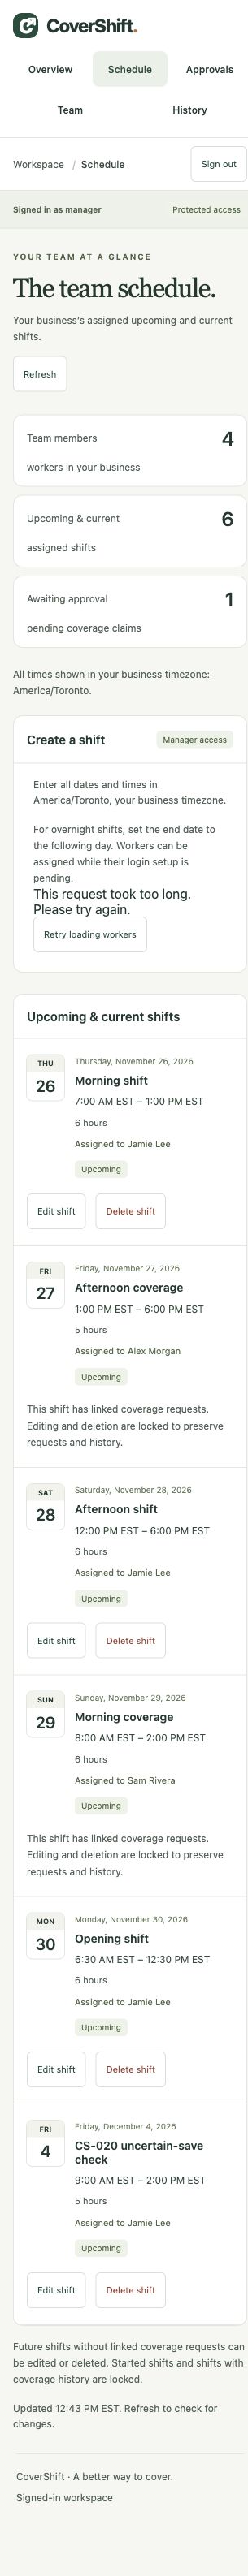 CoverShift.
Overview Schedule Approvals
Team History
Workspace / Schedule Sign out
Signed in as manager Protected access
YOUR TEAM AT A GLANCE
The team schedule.
Your business's assigned upcoming and current
shifts.
Refresh
Team members 4
workers in your business
Upcoming & current 6
assigned shifts
Awaiting approval 1
pending coverage claims
All times shown in your business timezone:
America/Toronto.
Create a shift Manager access
Enter all dates and times in
America/Toronto, your business timezone.
For overnight shifts, set the end date to
the following day. Workers can be
assigned while their login setup is
pending.
This request took too long.
Please try again.
Retry loading workers
Upcoming & current shifts
THU
26
Thursday, November 26, 2026
Morning shift
7:00 AM EST – 1:00 PM EST
6 hours
Assigned to Jamie Lee
Upcoming
Edit shift Delete shift
FRI
27
Friday, November 27, 2026
Afternoon coverage
1:00 PM EST – 6:00 PM EST
5 hours
Assigned to Alex Morgan
Upcoming
This shift has linked coverage requests.
Editing and deletion are locked to preserve
requests and history.
SAT
28
Saturday, November 28, 2026
Afternoon shift
12:00 PM EST – 6:00 PM EST
6 hours
Assigned to Jamie Lee
Upcoming
Edit shift Delete shift
SUN
29
Sunday, November 29, 2026
Morning coverage
8:00 AM EST – 2:00 PM EST
6 hours
Assigned to Sam Rivera
Upcoming
This shift has linked coverage requests.
Editing and deletion are locked to preserve
requests and history.
MON
30
Monday, November 30, 2026
Opening shift
6:30 AM EST – 12:30 PM EST
6 hours
Assigned to Jamie Lee
Upcoming
Edit shift Delete shift
FRI
4
Friday, December 4, 2026
CS-020 uncertain-save
check
9:00 AM EST – 2:00 PM EST
5 hours
Assigned to Jamie Lee
Upcoming
Edit shift Delete shift
Future shifts without linked coverage requests can
be edited or deleted. Started shifts and shifts with
coverage history are locked.
Updated 12:43 PM EST. Refresh to check for
changes.
CoverShift · A better way to cover.
Signed-in workspace